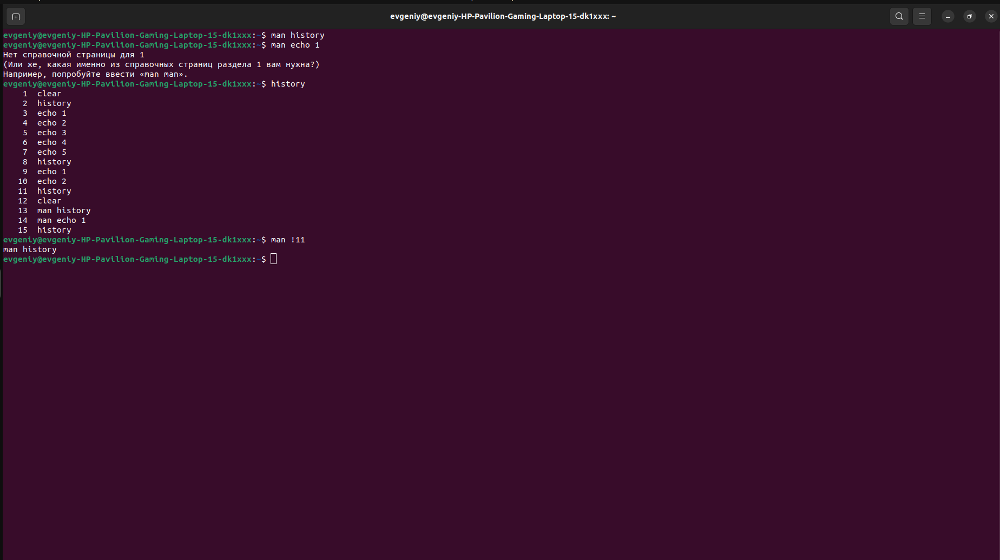 evgeniy@evgeniy-HP-Pavilion-Gaming-Laptop-15-dk1xxx: ~
evgeniy@evgeniy-HP-Pavilion-Gaming-Laptop-15-dk1xxx:~$ man history
evgeniy@evgeniy-HP-Pavilion-Gaming-Laptop-15-dk1xxx:~$ man echo 1
Нет справочной страницы для 1
(Или же, какая именно из справочных страниц раздела 1 вам нужна?)
Например, попробуйте ввести «man man».
evgeniy@evgeniy-HP-Pavilion-Gaming-Laptop-15-dk1xxx:~$ history
1 clear
2 history
3 echo 1
4 echo 2
5 echo 3
6 echo 4
7 echo 5
8 history
9 echo 1
10 echo 2
11 history
12 clear
13 man history
14 man echo 1
15 history
evgeniy@evgeniy-HP-Pavilion-Gaming-Laptop-15-dk1xxx:~$ man !11
man history
evgeniy@evgeniy-HP-Pavilion-Gaming-Laptop-15-dk1xxx:~$